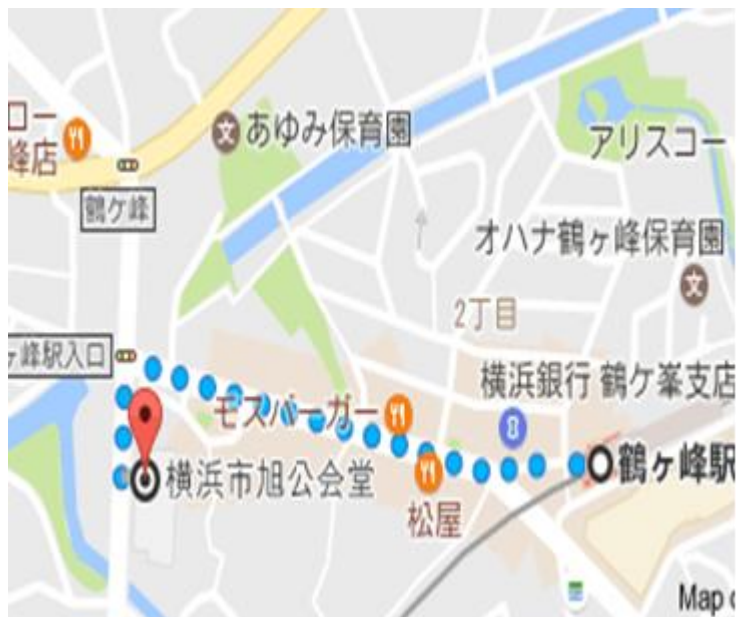 ロー
峰店
あゆみ保育園
アリスコー
鶴ケ峰
オハナ鶴ヶ峰保育園
2丁目
ヶ峰駅入口
横浜銀行 鶴ケ峯支店
モスバーガー
鶴ヶ峰駅
横浜市旭公会堂
松屋
Map